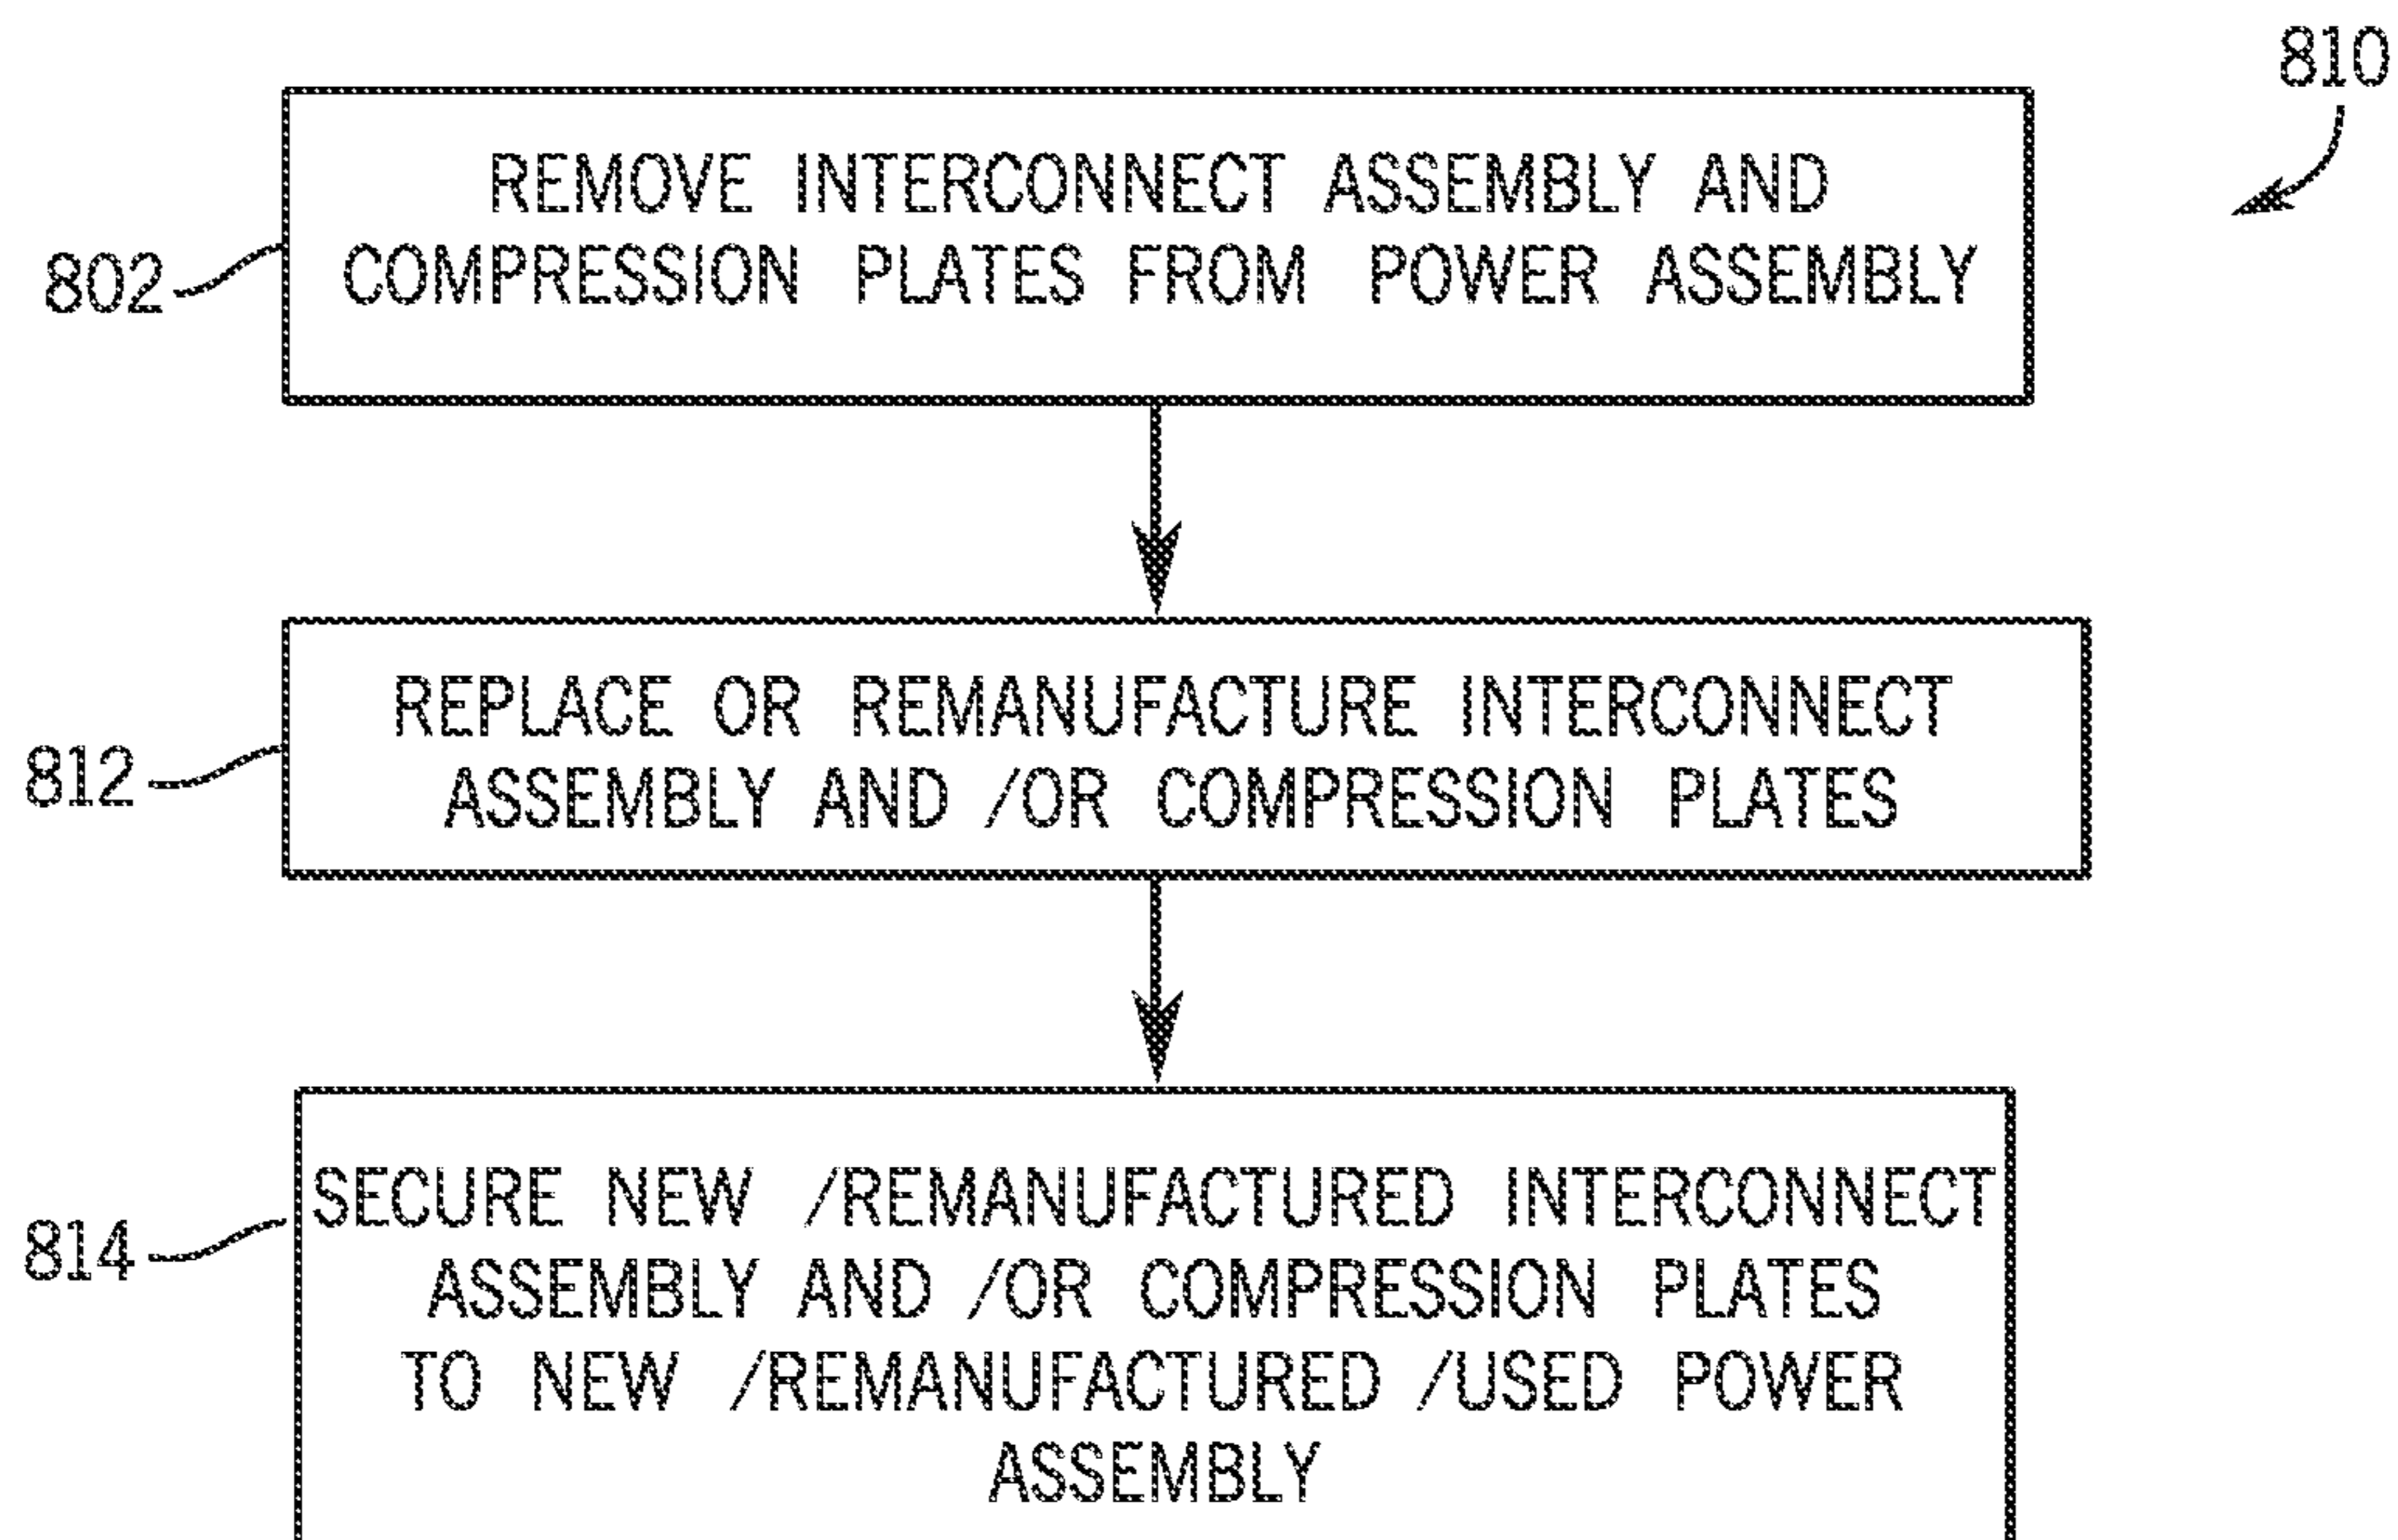 810
REMOVE INTERCONNECT ASSEMBLY AND
COMPRESSION PLATES FROM POWER ASSEMBLY
802
REPLACE OR REMANUFACTURE INTERCONNECT
ASSEMBLY AND /OR COMPRESSION PLATES
812
SECURE NEW /REMANUFACTURED INTERCONNECT
ASSEMBLY AND /OR COMPRESSION PLATES
TO NEW /REMANUFACTURED /USED POWER
ASSEMBLY
814